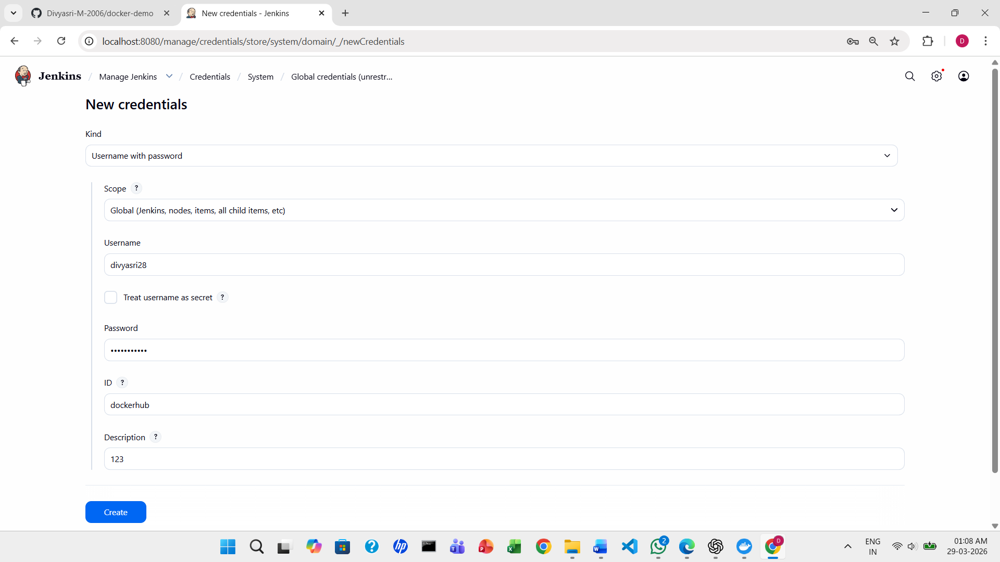 Divyasri-M-2006/docker-demo
New credentials - Jenkins
localhost:8080/manage/credentials/store/system/domain/_/newCredentials
D
Jenkins / Manage Jenkins / Credentials / System / Global credentials (unrestr...
New credentials
Kind
Username with password
Scope ?
Global (Jenkins, nodes, items, all child items, etc)
Username
divyasri28
Treat username as secret ?
Password
•••••••••••
ID ?
dockerhub
Description ?
123
Create
2
D
ENG
IN
01:08 AM
29-03-2026